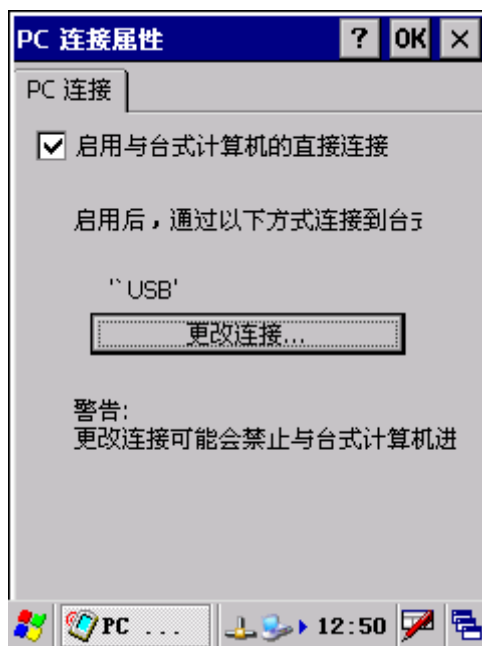 PC 连接属性 ? OK ×
PC 连接
启用与台式计算机的直接连接
启用后，通过以下方式连接到台
'`USB'
更改连接...
警告:
更改连接可能会禁止与台式计算机进
PC ... 12:50